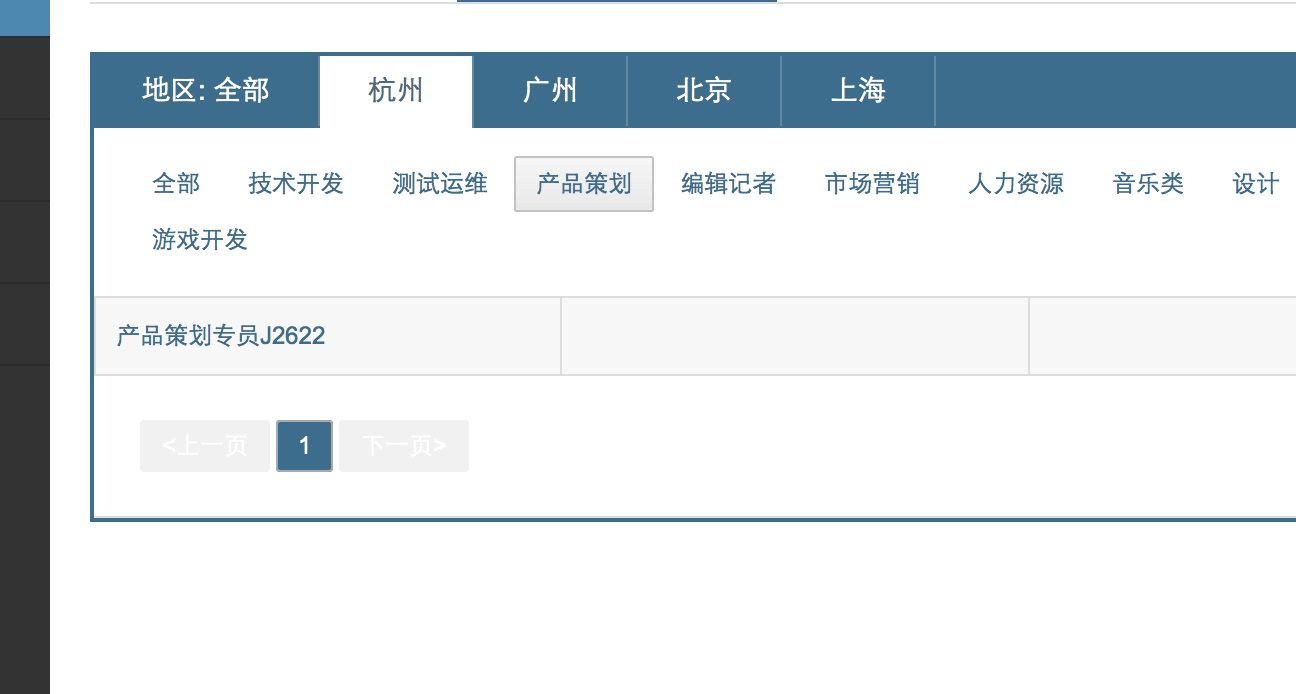 地区: 全部 杭州 广州 北京 上海
全部 技术开发 测试运维 产品策划 编辑记者 市场营销 人力资源 音乐类 设计
游戏开发
产品策划专员J2622
<上一页 1 下一页>